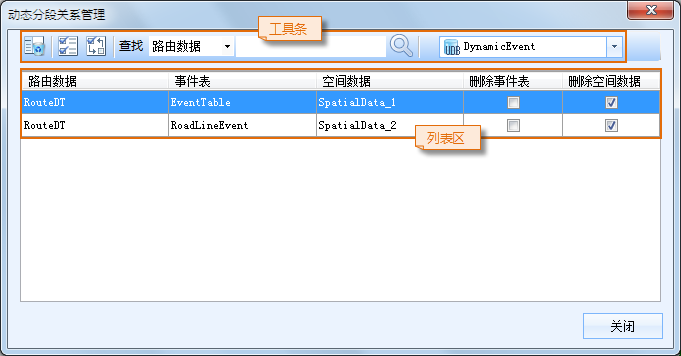 动态分段关系管理
工具条
查找 路由数据 UDB DynamicEvent
路由数据 事件表 空间数据 删除事件表 删除空间数据
RouteDT EventTable SpatialData_1
RouteDT RoadLineEvent SpatialData_2
列表区
关闭